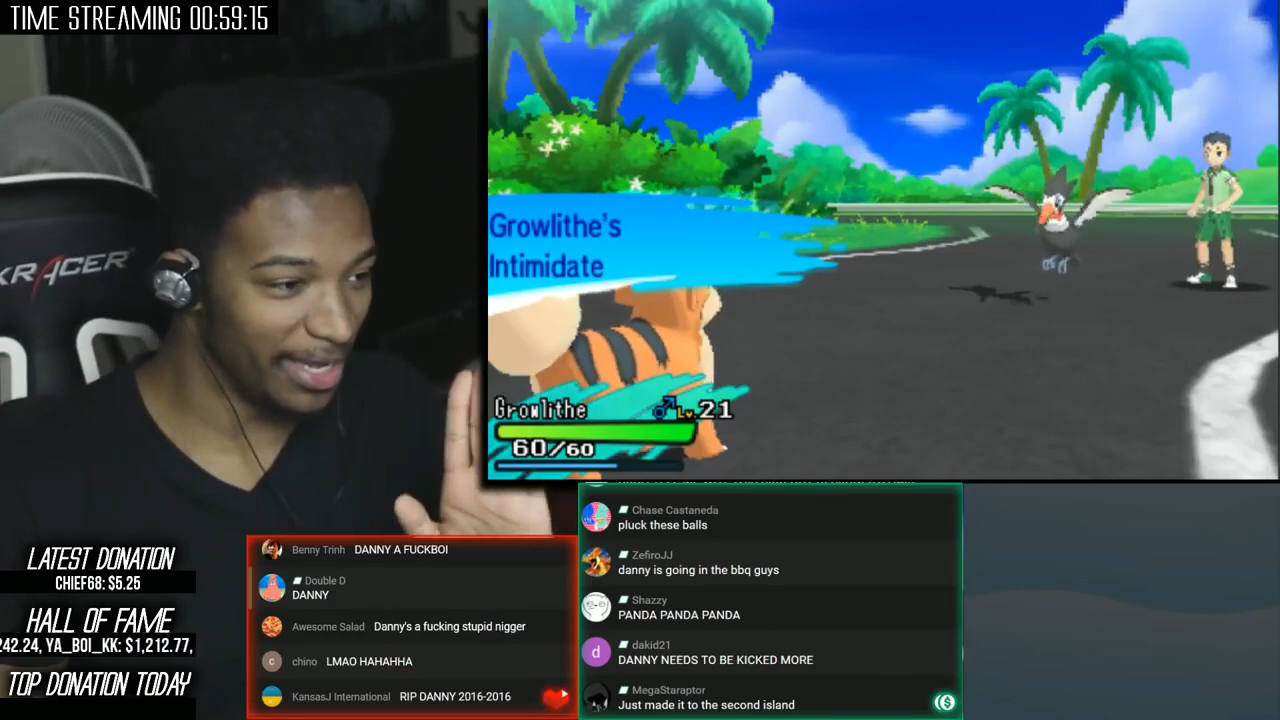 TIME STREAMING 00:59:15
XRACER
Growlithe's
Intimidate
Growlithe ♂ Lv.21
60/60
LATEST DONATION
CHIEF68: $5.25
HALL OF FAME
242.24, YA_BOI_KK: $1,212.77,
TOP DONATION TODAY
Benny Trinh DANNY A FUCKBOI
Double D
DANNY
Awesome Salad Danny's a fucking stupid nigger
chino LMAO HAHAHHA
KansasJ International RIP DANNY 2016-2016
Chase Castaneda
pluck these balls
ZefiroJJ
danny is going in the bbq guys
Shazzy
PANDA PANDA PANDA
d
dakid21
DANNY NEEDS TO BE KICKED MORE
MegaStaraptor
Just made it to the second island